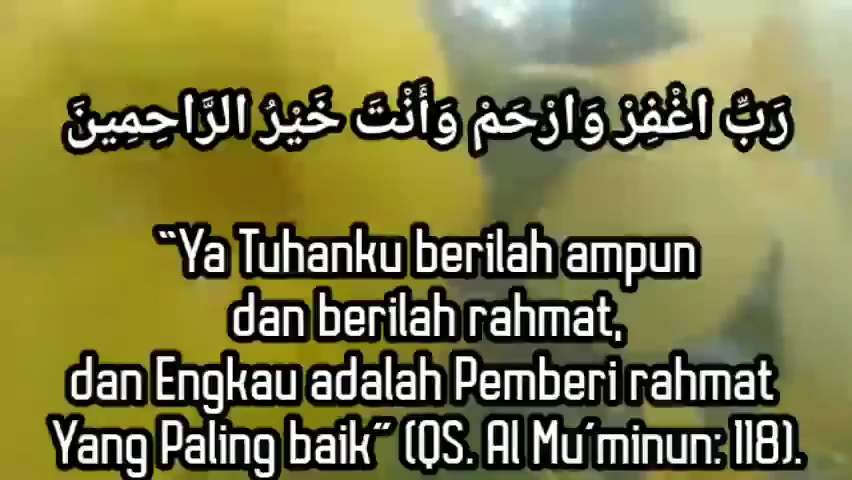 رَبِّ اغْفِرْ وَارْحَمْ وَأَنْتَ خَيْرُ الرَّاحِمِينَ
“Ya Tuhanku berilah ampun
dan berilah rahmat,
dan Engkau adalah Pemberi rahmat
Yang Paling baik” (QS. Al Mu’minun: 118).